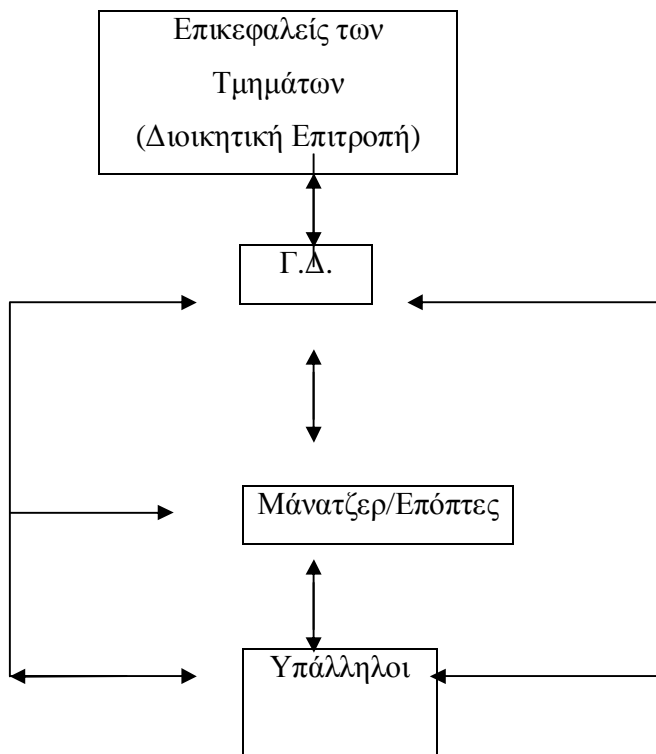 Επικεφαλείς των
Τμημάτων
(Διοικητική Επιτροπή)
Γ.Δ.
Μάνατζερ/Επόπτες
Υπάλληλοι